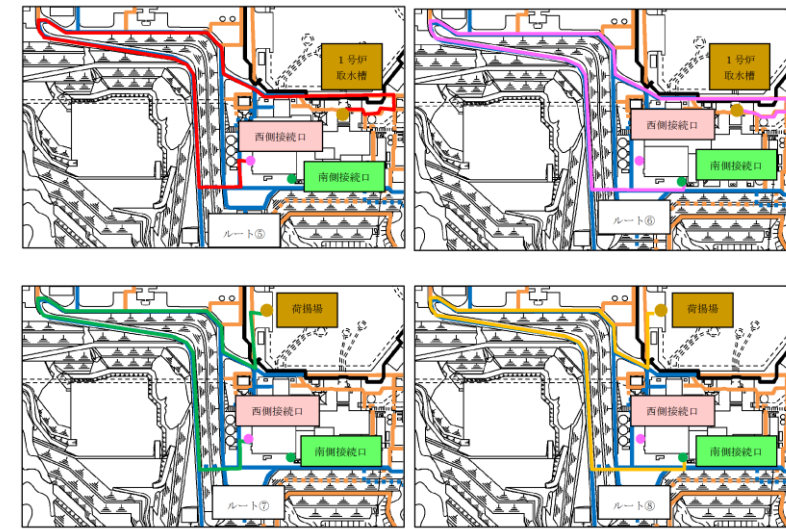 1号炉
取水槽
西側接続口
南側接続口
ルート⑤
1号炉
取水槽
西側接続口
南側接続口
ルート⑥
荷揚場
西側接続口
南側接続口
ルート⑦
荷揚場
西側接続口
南側接続口
ルート⑧